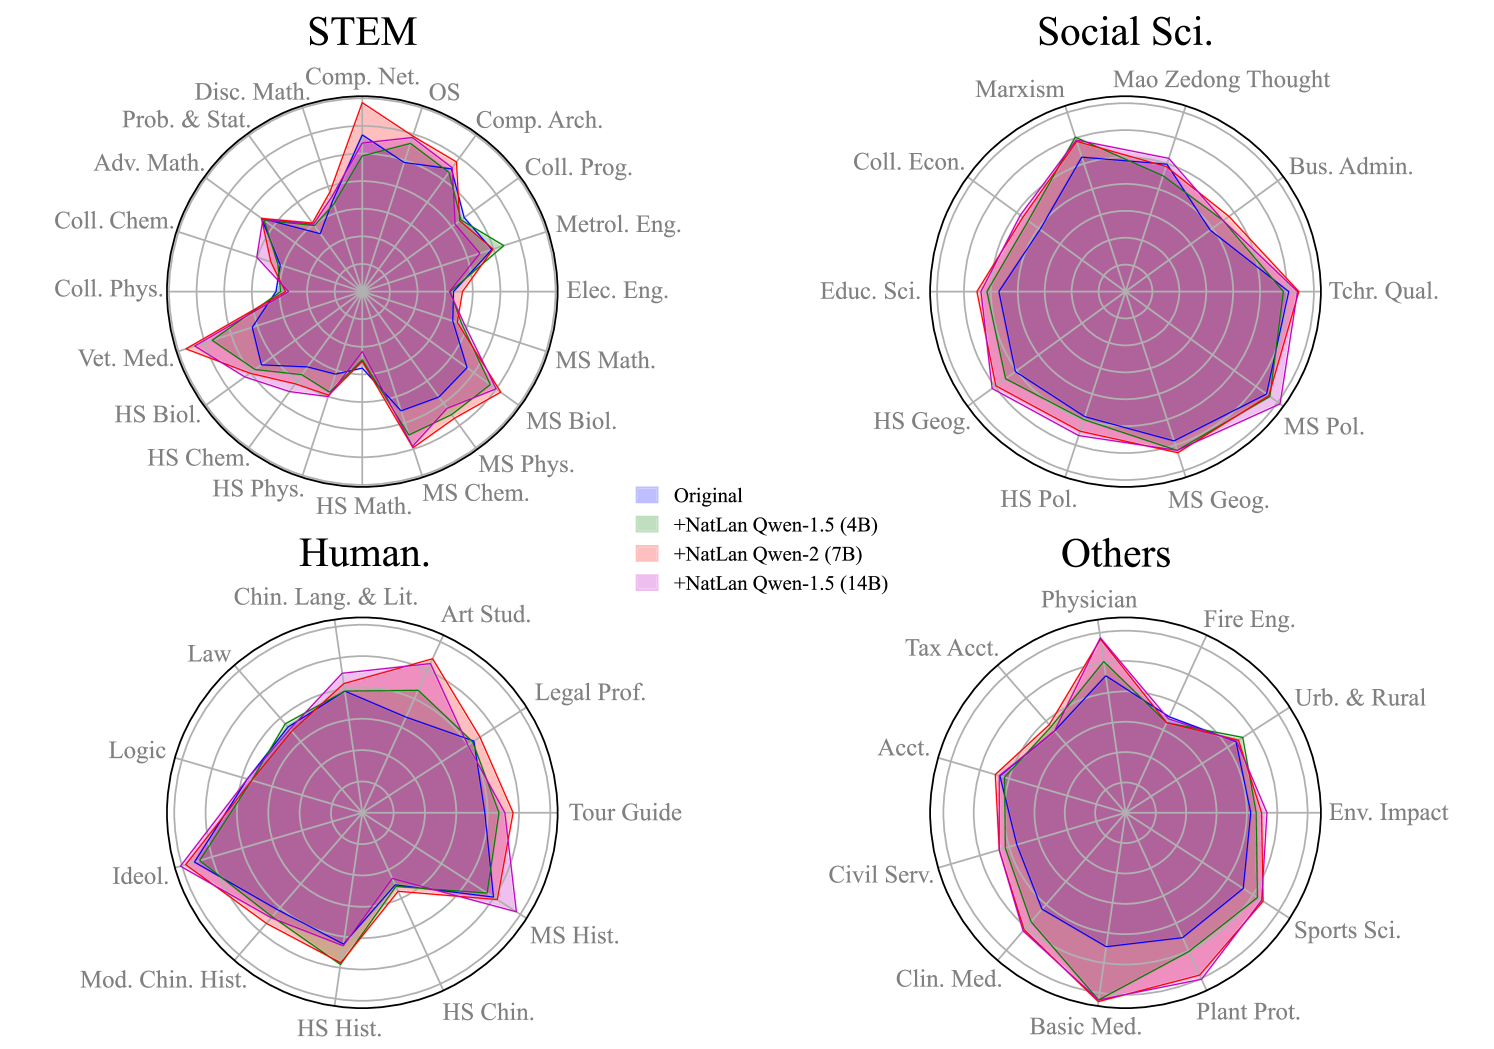 STEM
Comp. Net.
OS
Comp. Arch.
Coll. Prog.
Metrol. Eng.
Elec. Eng.
MS Math.
MS Biol.
MS Phys.
MS Chem.
HS Math.
HS Phys.
HS Chem.
HS Biol.
Vet. Med.
Coll. Phys.
Coll. Chem.
Adv. Math.
Prob. & Stat.
Disc. Math.
Social Sci.
Mao Zedong Thought
Bus. Admin.
Tchr. Qual.
MS Pol.
MS Geog.
HS Pol.
HS Geog.
Educ. Sci.
Coll. Econ.
Marxism
Original
+NatLan Qwen-1.5 (4B)
+NatLan Qwen-2 (7B)
+NatLan Qwen-1.5 (14B)
Human.
Chin. Lang. & Lit.
Art Stud.
Legal Prof.
Tour Guide
MS Hist.
HS Chin.
HS Hist.
Mod. Chin. Hist.
Ideol.
Logic
Law
Others
Physician
Fire Eng.
Urb. & Rural
Env. Impact
Sports Sci.
Plant Prot.
Basic Med.
Clin. Med.
Civil Serv.
Acct.
Tax Acct.